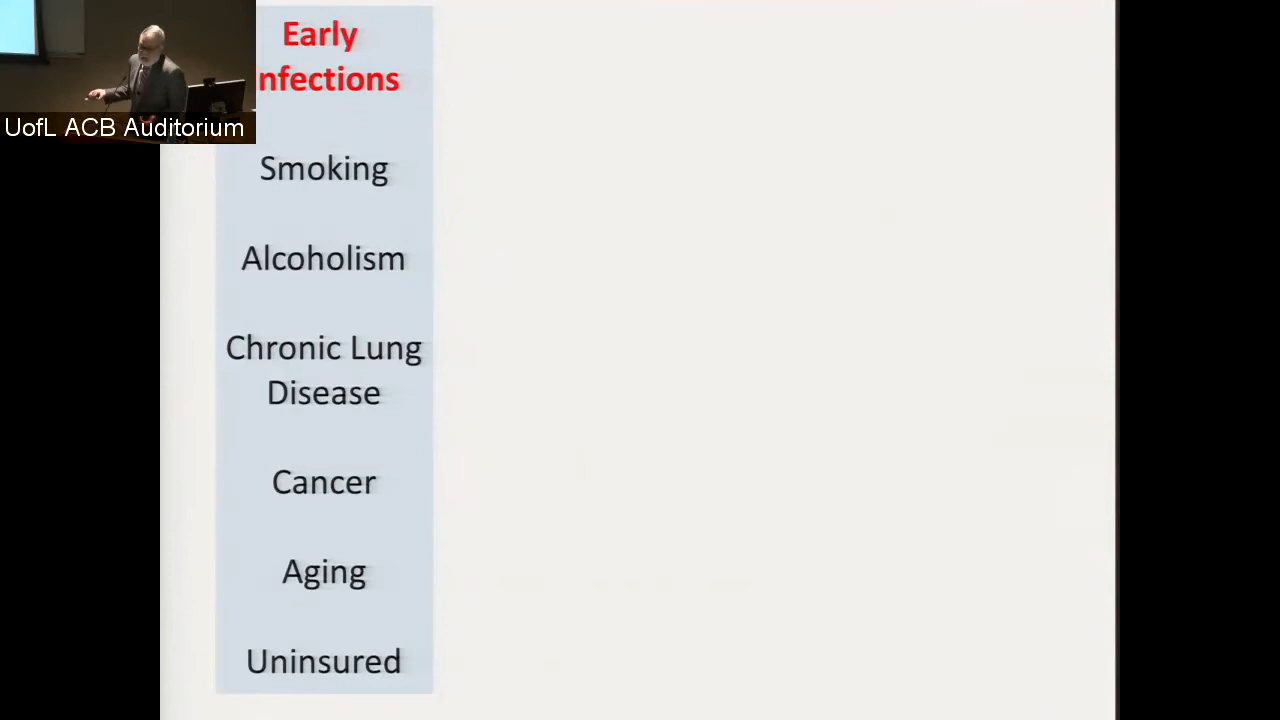 Early
nfections
UofL ACB Auditorium
Smoking
Alcoholism
Chronic Lung
Disease
Cancer
Aging
Uninsured